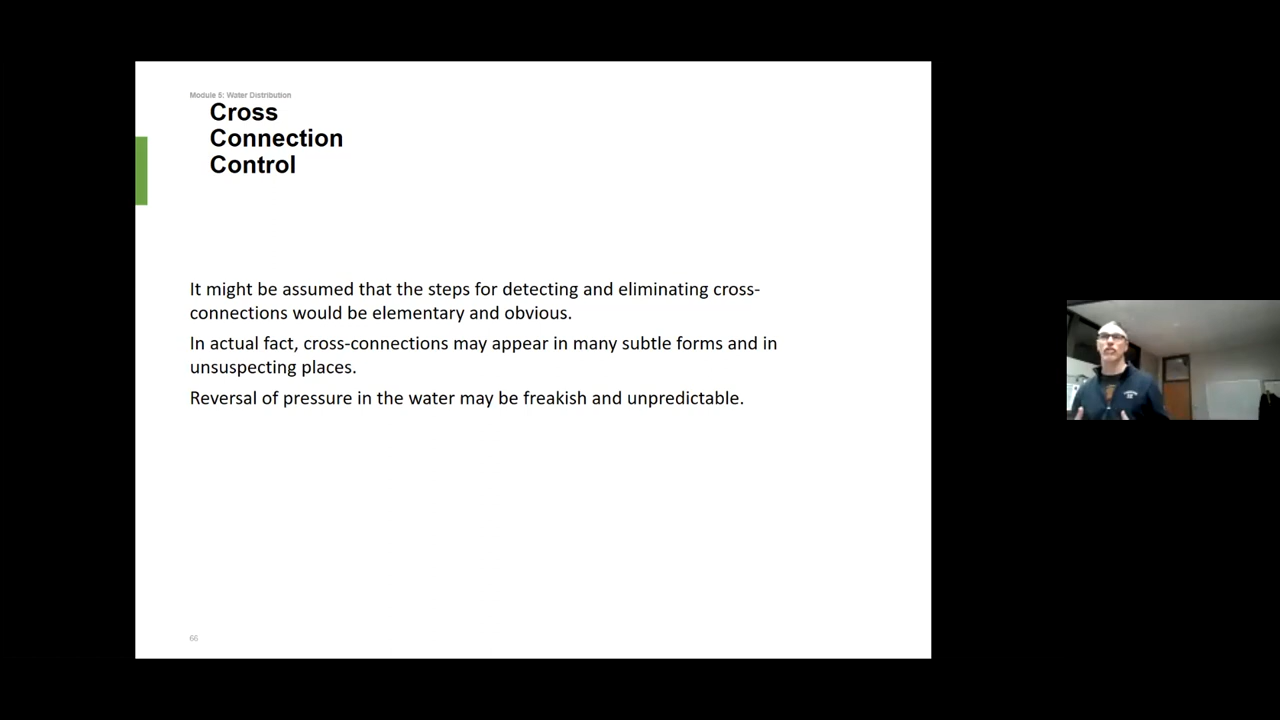 Module 5: Water Distribution
Cross
Connection
Control
It might be assumed that the steps for detecting and eliminating cross-
connections would be elementary and obvious.
In actual fact, cross-connections may appear in many subtle forms and in
unsuspecting places.
Reversal of pressure in the water may be freakish and unpredictable.
66